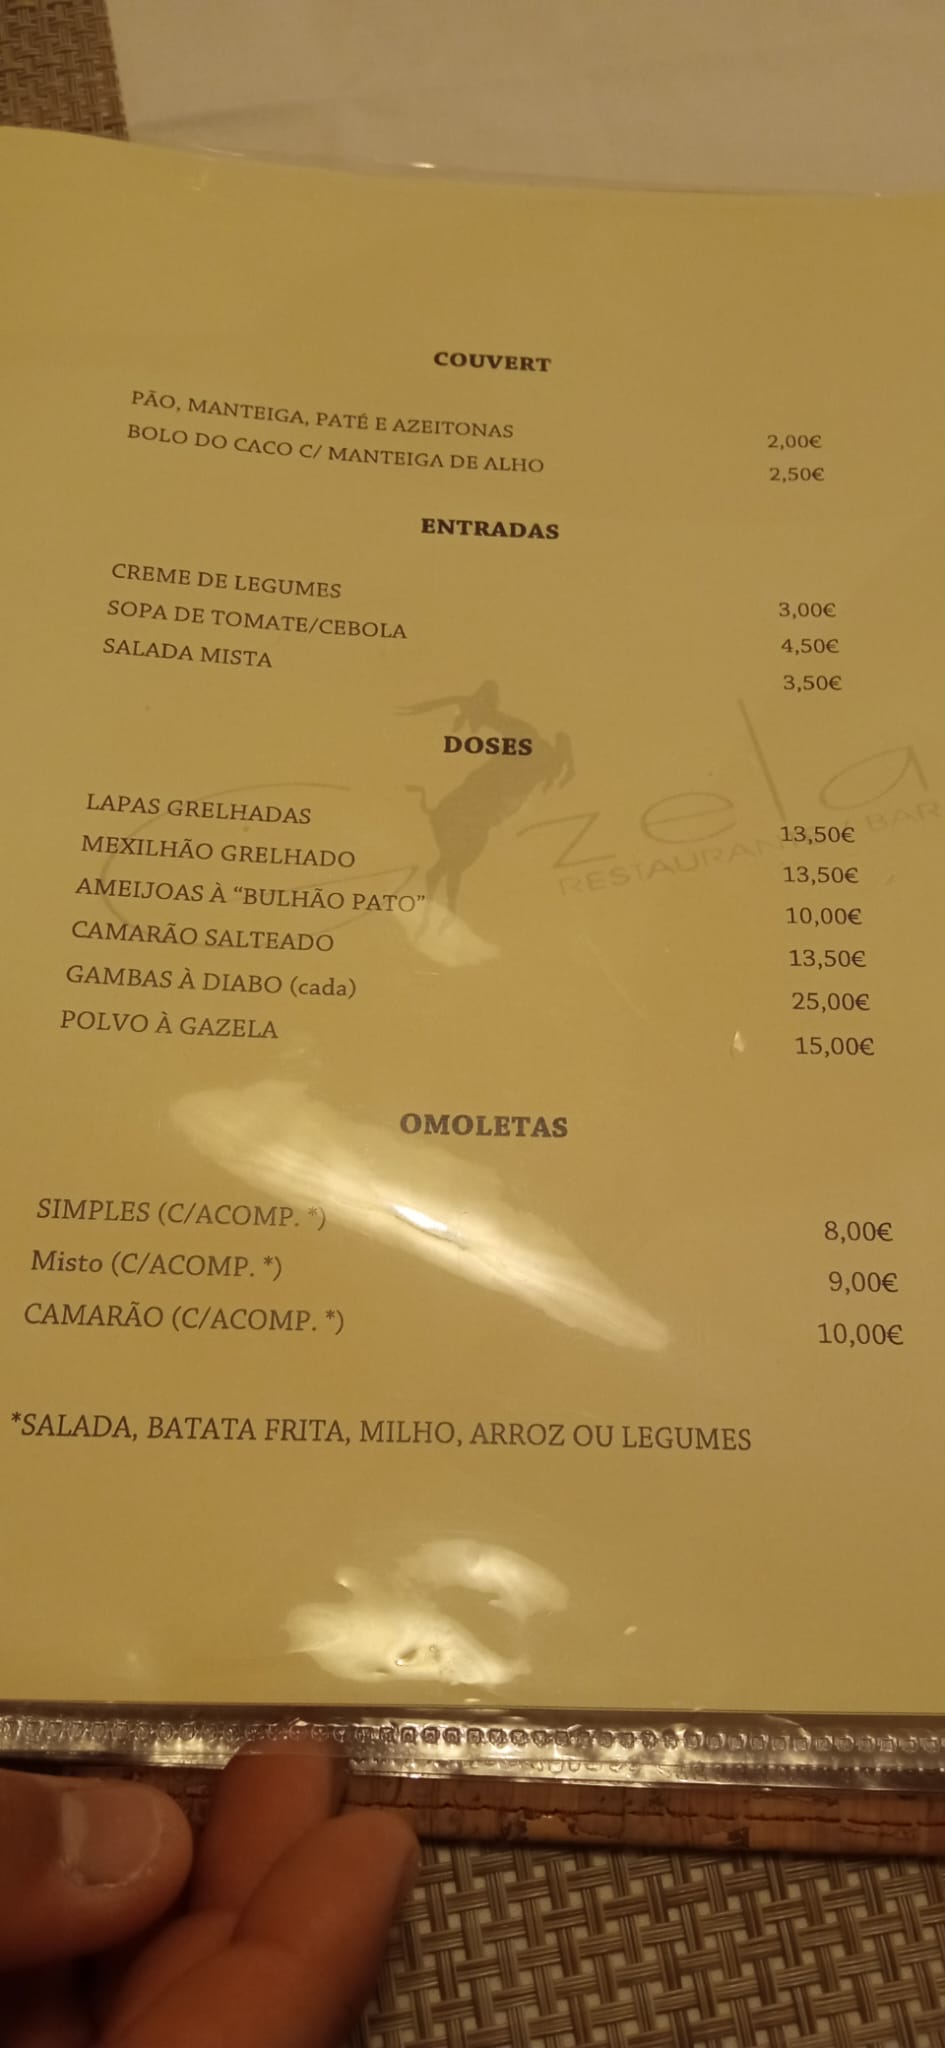 COUVERT
PÃO, MANTEIGA, PATÉ E AZEITONAS 2,00€
BOLO DO CACO C/ MANTEIGA DE ALHO 2,50€
ENTRADAS
CREME DE LEGUMES 3,00€
SOPA DE TOMATE/CEBOLA 4,50€
SALADA MISTA 3,50€
Gazela
RESTAURANTE / BAR
DOSES
LAPAS GRELHADAS 13,50€
MEXILHÃO GRELHADO 13,50€
AMEIJOAS À “BULHÃO PATO” 10,00€
CAMARÃO SALTEADO 13,50€
GAMBAS À DIABO (cada) 25,00€
POLVO À GAZELA 15,00€
OMOLETAS
SIMPLES (C/ACOMP. *) 8,00€
Misto (C/ACOMP. *) 9,00€
CAMARÃO (C/ACOMP. *) 10,00€
*SALADA, BATATA FRITA, MILHO, ARROZ OU LEGUMES